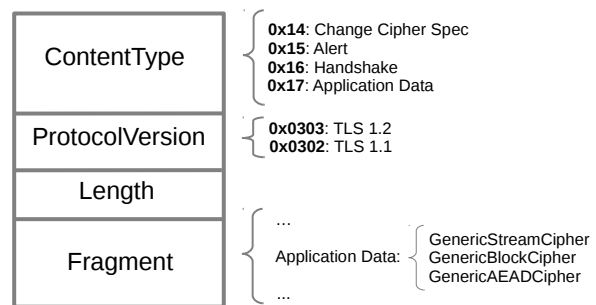 ContentType
0x14: Change Cipher Spec
0x15: Alert
0x16: Handshake
0x17: Application Data
ProtocolVersion
0x0303: TLS 1.2
0x0302: TLS 1.1
Length
Fragment
...
Application Data:
GenericStreamCipher
GenericBlockCipher
GenericAEADCipher
...